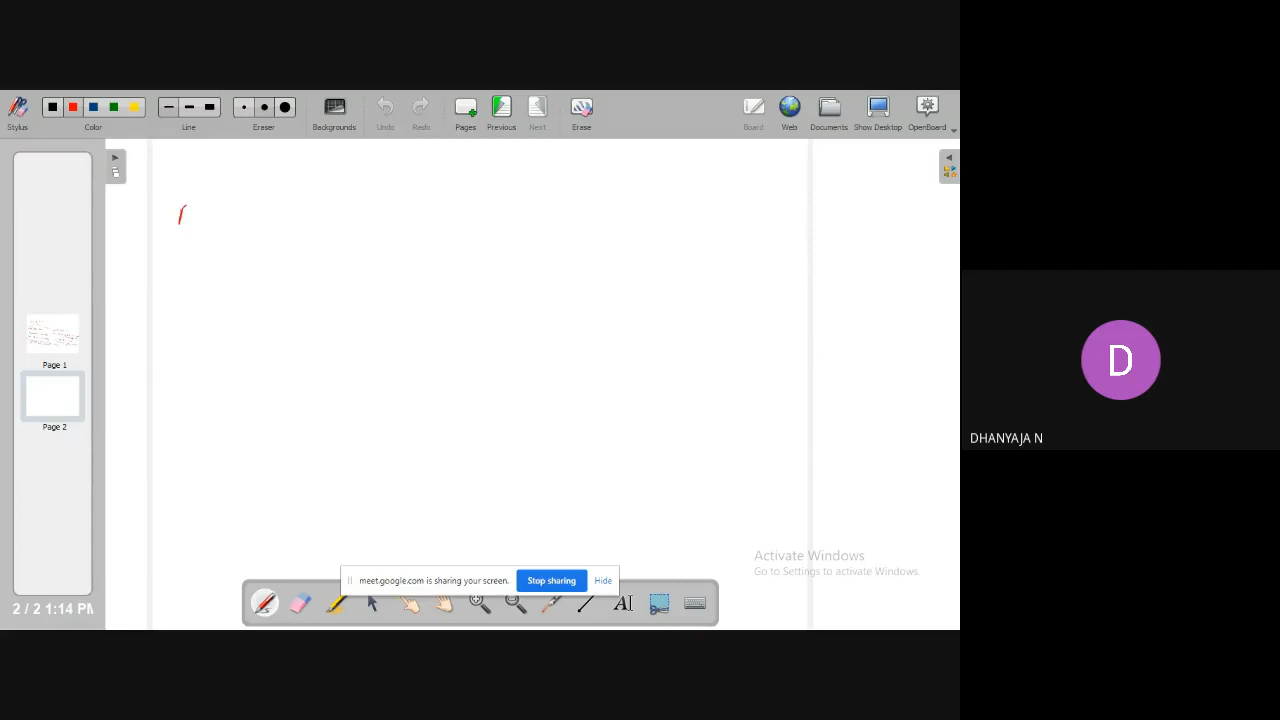 Stylus Color Line Eraser Backgrounds Undo Redo Pages Previous Next Erase Board Web Documents Show Desktop OpenBoard
Page 1
Page 2
D
DHANYAJA N
Activate Windows
Go to Settings to activate Windows.
meet.google.com is sharing your screen. Stop sharing Hide
AI
2 / 2 1:14 PM